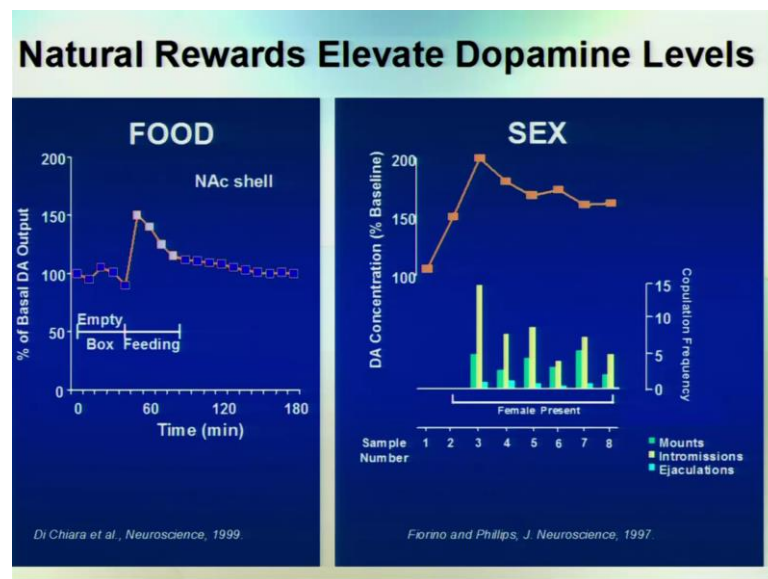 Natural Rewards Elevate Dopamine Levels
FOOD
NAc shell
% of Basal DA Output
200
150
100
50
0
Empty
Box Feeding
0 60 120 180
Time (min)
Di Chiara et al., Neuroscience, 1999.
SEX
DA Concentration (% Baseline)
200
150
100
15
10
5
0
Copulation Frequency
Female Present
Sample
Number
1 2 3 4 5 6 7 8
Mounts
Intromissions
Ejaculations
Fiorino and Phillips, J. Neuroscience, 1997.